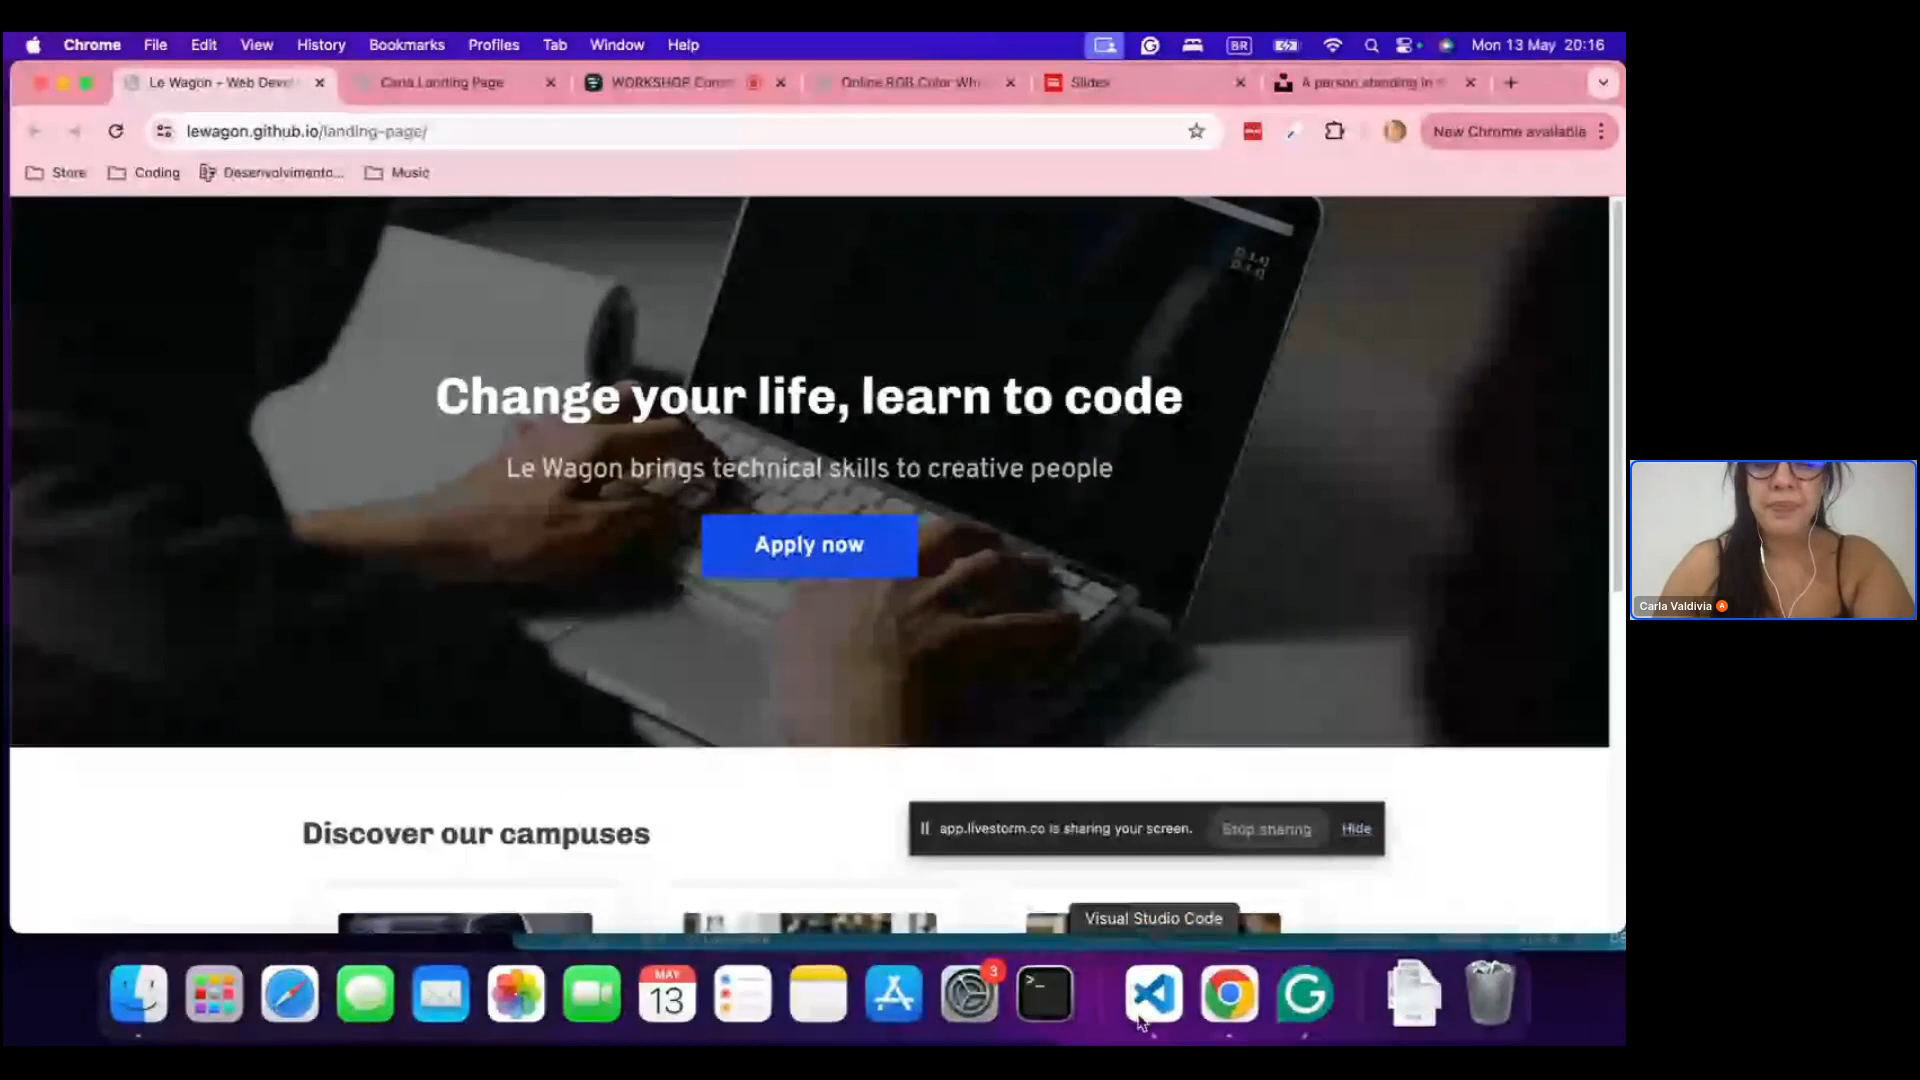 Chrome File Edit View History Bookmarks Profiles Tab Window Help BR Mon 13 May 20:16
Le Wagon - Web Deve Carla Landing Page WORKSHOP Online RGB Color Wh Slides A person standing in
lewagon.github.io/landing-page/ New Chrome available
Store Coding Desenvolvimento... Music
Change your life, learn to code
Le Wagon brings technical skills to creative people
Apply now
Carla Valdivia A
Discover our campuses
app.livestorm.co is sharing your screen. Stop sharing Hide
Visual Studio Code
MAY
13
3